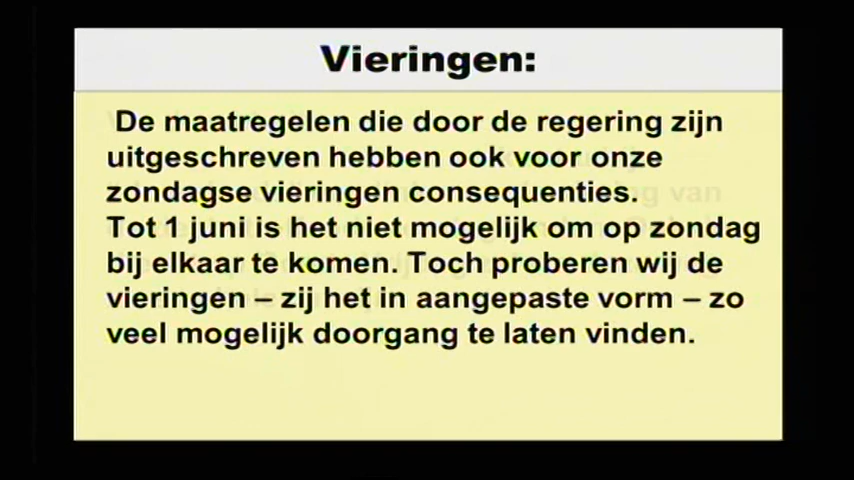 Vieringen:
De maatregelen die door de regering zijn
uitgeschreven hebben ook voor onze
zondagse vieringen consequenties.
Tot 1 juni is het niet mogelijk om op zondag
bij elkaar te komen. Toch proberen wij de
vieringen – zij het in aangepaste vorm – zo
veel mogelijk doorgang te laten vinden.